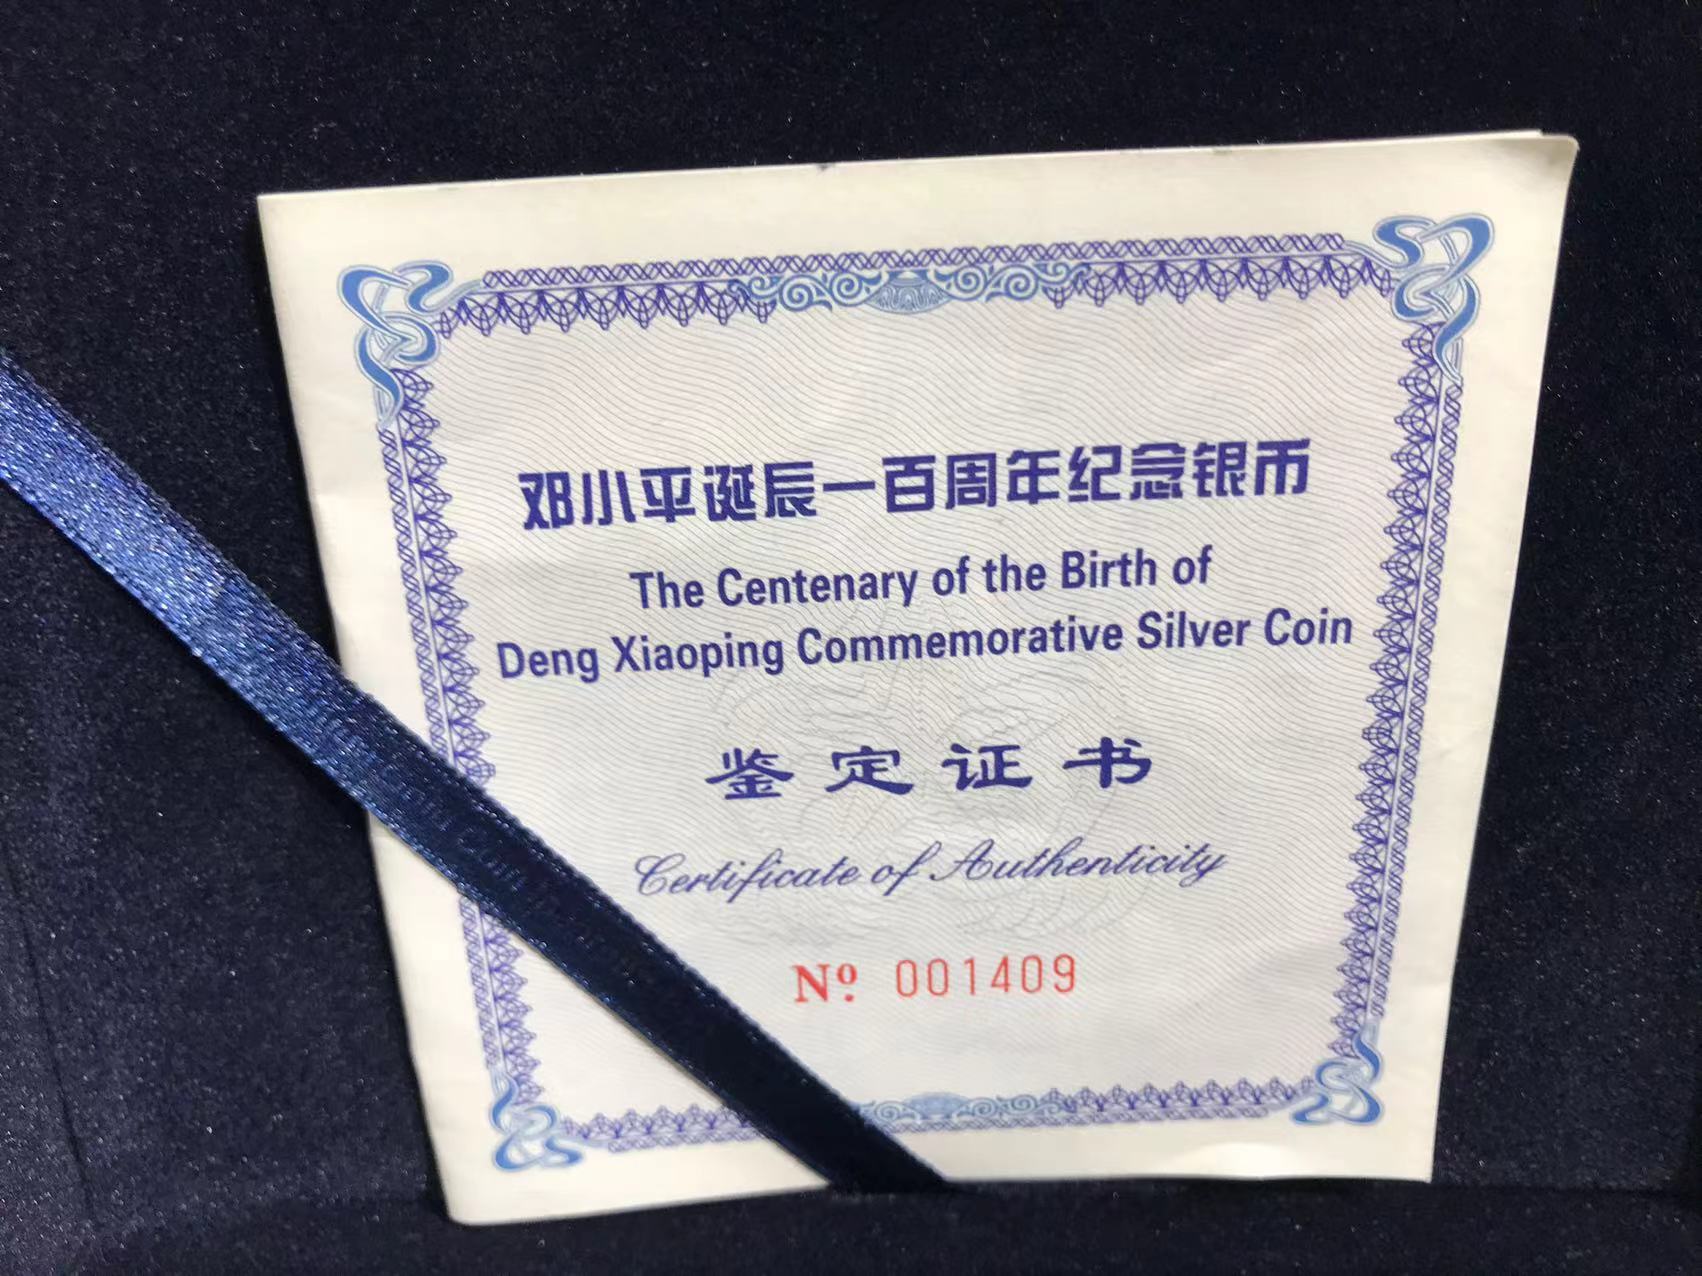 邓小平诞辰一百周年纪念银币
The Centenary of the Birth of
Deng Xiaoping Commemorative Silver Coin
鉴定证书
Certificate of Authenticity
Nº 001409